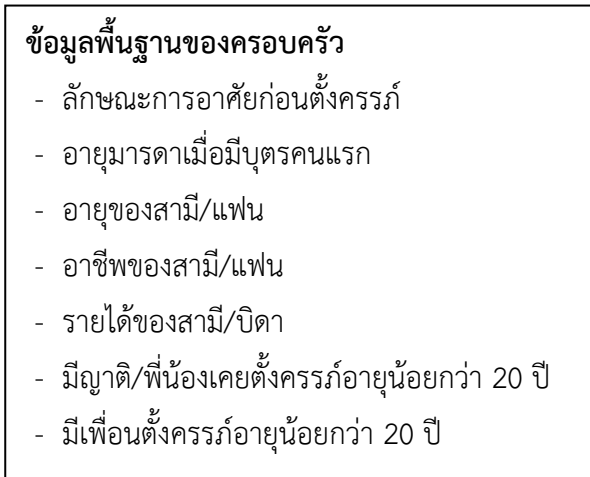 ข้อมูลพื้นฐานของครอบครัว
- ลักษณะการอาศัยก่อนตั้งครรภ์
- อายุมารดาเมื่อมีบุตรคนแรก
- อายุของสามี/แฟน
- อาชีพของสามี/แฟน
- รายได้ของสามี/บิดา
- มีญาติ/พี่น้องเคยตั้งครรภ์อายุน้อยกว่า 20 ปี
- มีเพื่อนตั้งครรภ์อายุน้อยกว่า 20 ปี